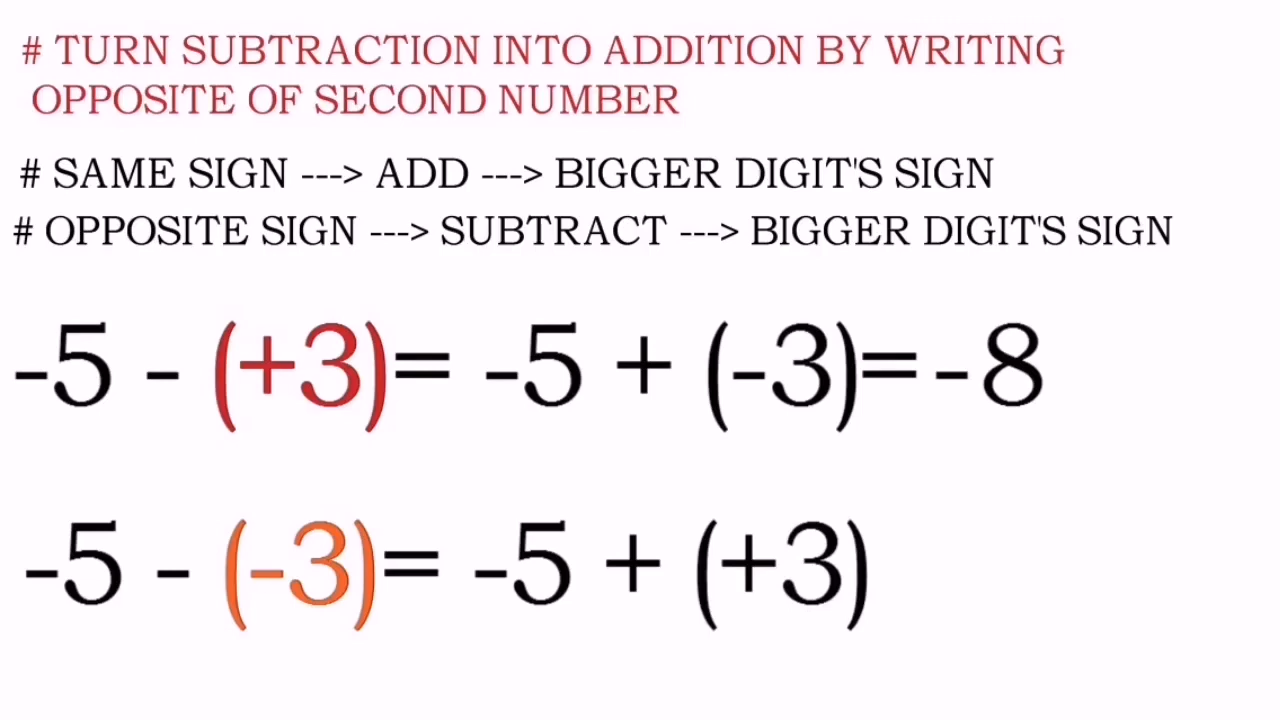 # TURN SUBTRACTION INTO ADDITION BY WRITING
OPPOSITE OF SECOND NUMBER
# SAME SIGN ---> ADD ---> BIGGER DIGIT'S SIGN
# OPPOSITE SIGN ---> SUBTRACT ---> BIGGER DIGIT'S SIGN
-5 - (+3)= -5 + (-3)= -8
-5 - (-3)= -5 + (+3)